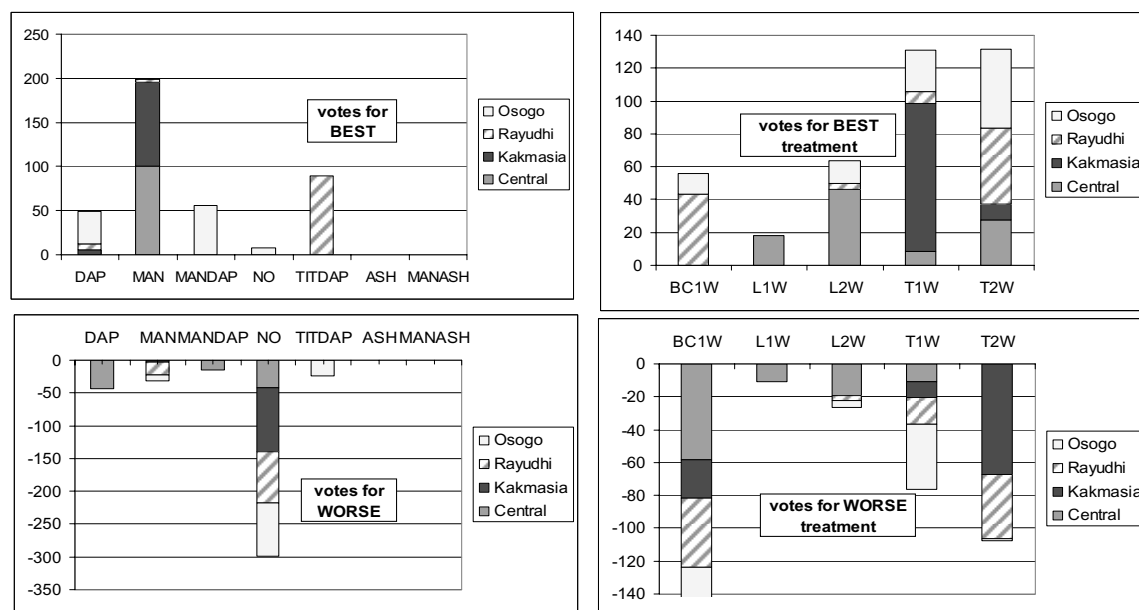 250
200
150
100
50
0
votes for
BEST
Osogo
Rayudhi
Kakmasia
Central
DAP MAN MANDAP NO TITDAP ASH MANASH
140
120
100
80
60
40
20
0
votes for BEST
treatment
Osogo
Rayudhi
Kakmasia
Central
BC1W L1W L2W T1W T2W
DAP MAN MANDAP NO TITDAP ASH MANASH
0
-50
-100
-150
-200
-250
-300
-350
votes for
WORSE
Osogo
Rayudhi
Kakmasia
Central
BC1W L1W L2W T1W T2W
0
-20
-40
-60
-80
-100
-120
-140
votes for WORSE
treatment
Osogo
Rayudhi
Kakmasia
Central